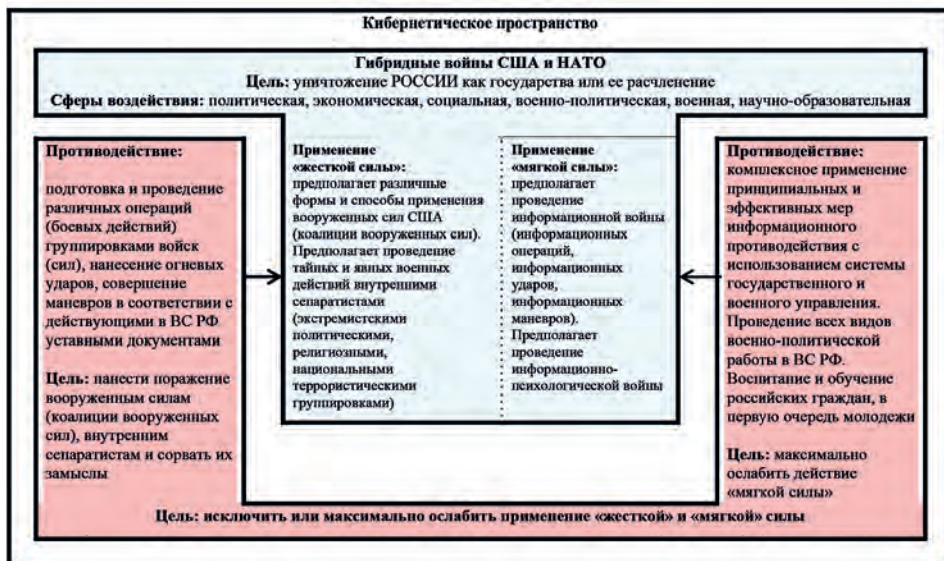 Кибернетическое пространство
Гибридные войны США и НАТО
Цель: уничтожение РОССИИ как государства или ее расчленение
Сферы воздействия: политическая, экономическая, социальная, военно-политическая, военная, научно-образовательная
Противодействие:
подготовка и проведение
различных операций
(боевых действий)
группировками войск
(сил), нанесение огневых
ударов, совершение
маневров в соответствии с
действующими в ВС РФ
уставными документами
Цель: нанести поражение
вооруженным силам
(коалиции вооруженных
сил), внутренним
сепаратистам и сорвать их
замыслы
Применение
«жесткой силы»:
предполагает различные
формы и способы применения
вооруженных сил США
(коалиции вооруженных сил).
Предполагает проведение
тайных и явных военных
действий внутренними
сепаратистами
(экстремистскими
политическими,
религиозными,
национальными
террористическими
группировками)
Применение
«мягкой силы»:
предполагает
проведение
информационной войны
(информационных
операций,
информационных
ударов,
информационных
маневров).
Предполагает
проведение
информационно-
психологической войны
Противодействие:
комплексное применение
принципиальных и
эффективных мер
информационного
противодействия с
использованием системы
государственного и
военного управления.
Проведение всех видов
военно-политической
работы в ВС РФ.
Воспитание и обучение
российских граждан, в
первую очередь молодежи
Цель: максимально
ослабить действие
«мягкой силы»
Цель: исключить или максимально ослабить применение «жесткой» и «мягкой» силы